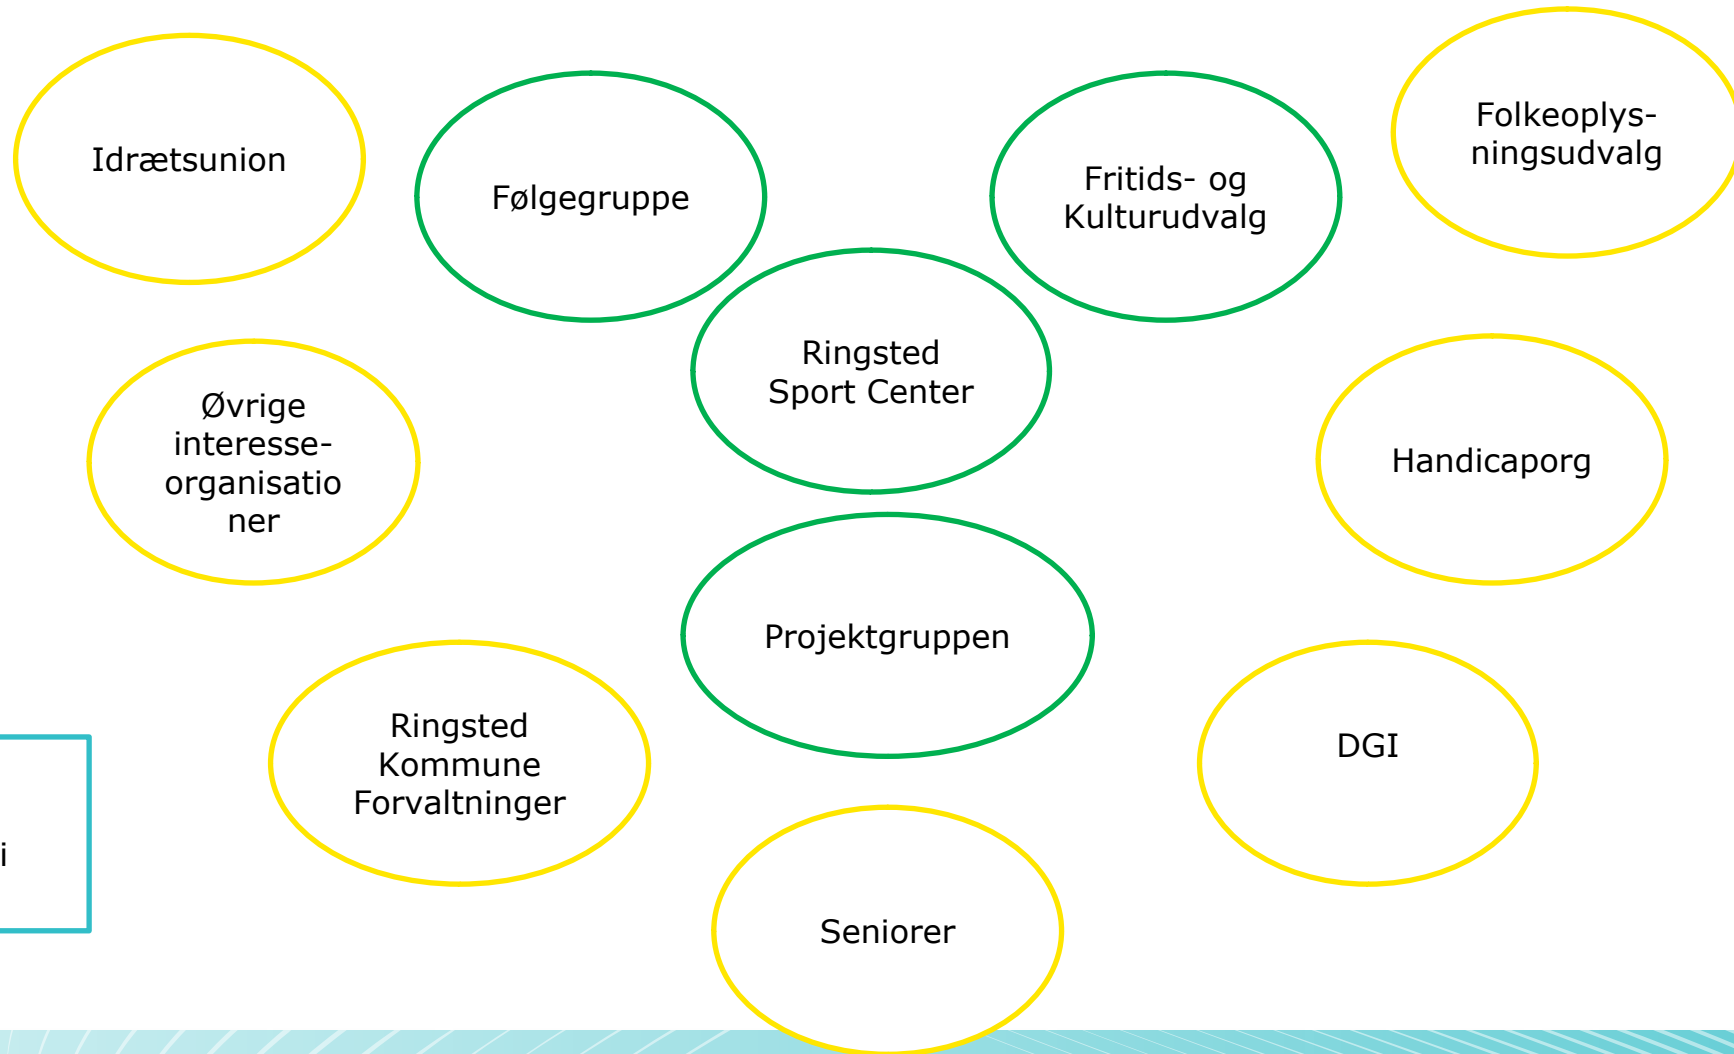 Idrætsunion
Følgegruppe
Fritids- og
Kulturudvalg
Folkeoplys-
ningsudvalg
Ringsted
Sport Center
Øvrige
interesse-
organisatio
ner
Handicaporg
Projektgruppen
Ringsted
Kommune
Forvaltninger
DGI
i
Seniorer